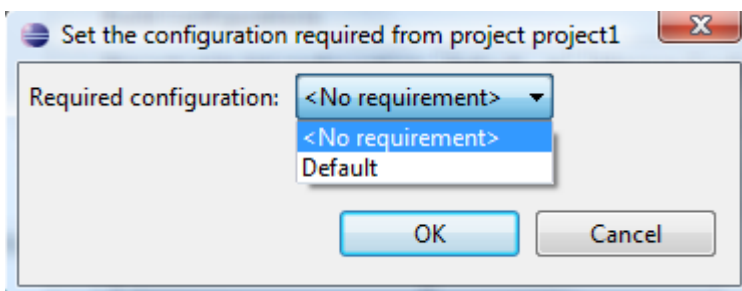 Set the configuration required from project project1
Required configuration: <No requirement>
<No requirement>
Default
OK Cancel